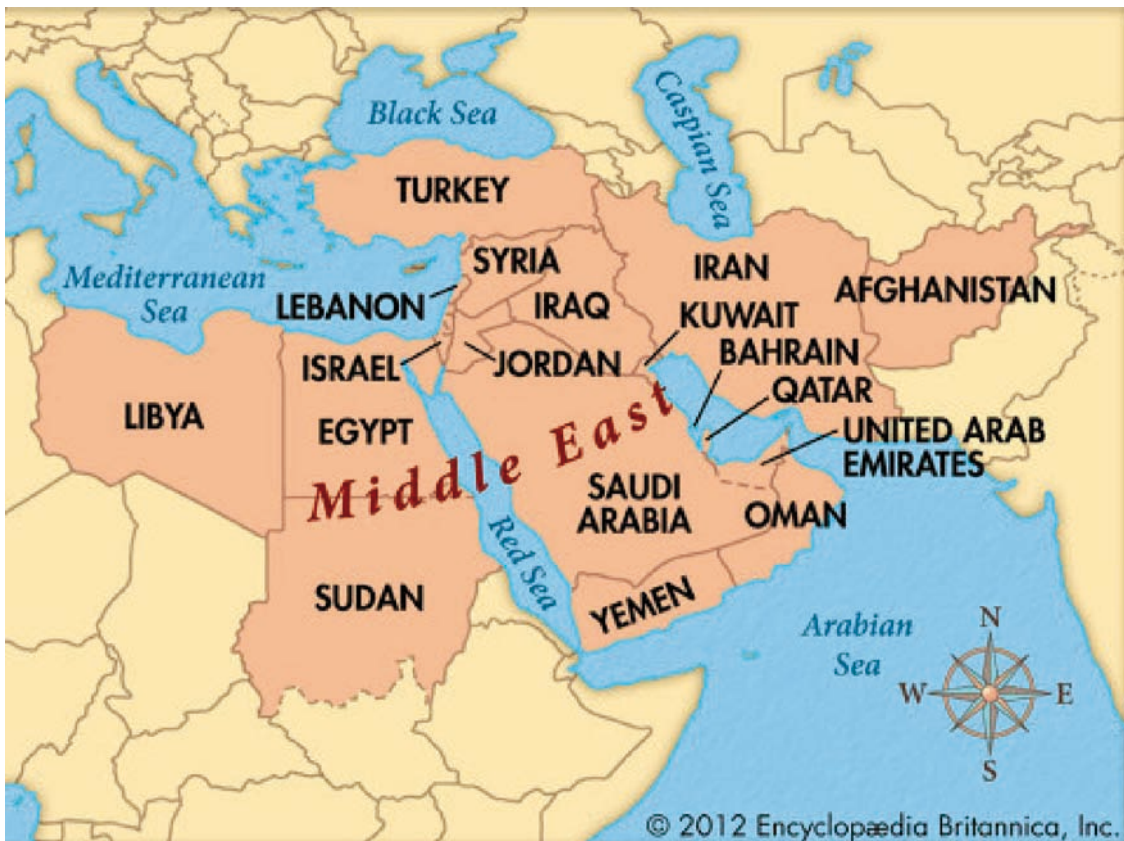 Black Sea
Caspian Sea
TURKEY
Mediterranean
Sea
SYRIA
LEBANON
IRAQ
IRAN
AFGHANISTAN
KUWAIT
BAHRAIN
QATAR
ISRAEL
JORDAN
LIBYA
EGYPT
UNITED ARAB
EMIRATES
Middle East
SAUDI
ARABIA
OMAN
Red Sea
SUDAN
YEMEN
Arabian
Sea
N
W
E
S
© 2012 Encyclopædia Britannica, Inc.